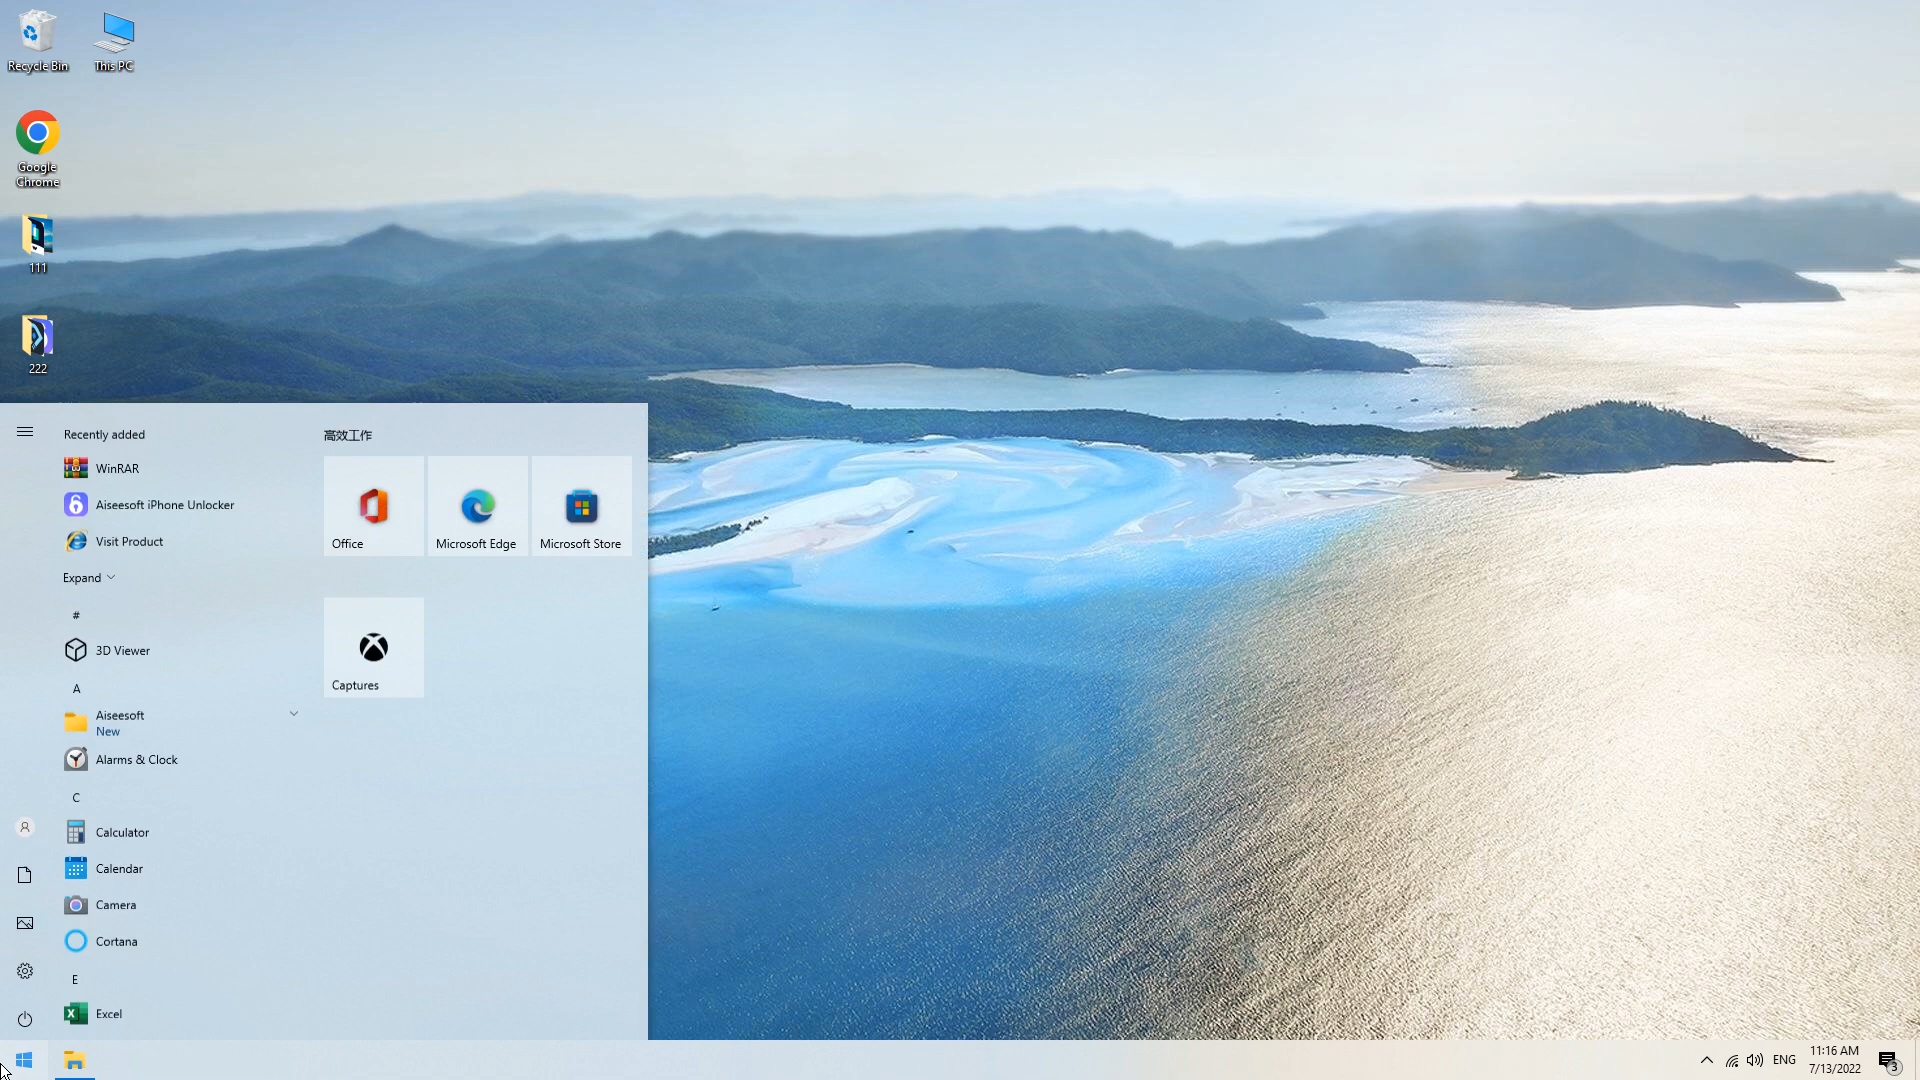 Recycle Bin
This PC
Google
Chrome
111
222
Recently added
WinRAR
Aiseesoft iPhone Unlocker
Visit Product
Expand
#
3D Viewer
A
Aiseesoft
New
Alarms & Clock
C
Calculator
Calendar
Camera
Cortana
E
Excel
高效工作
Office
Microsoft Edge
Microsoft Store
Captures
ENG
11:16 AM
7/13/2022
3